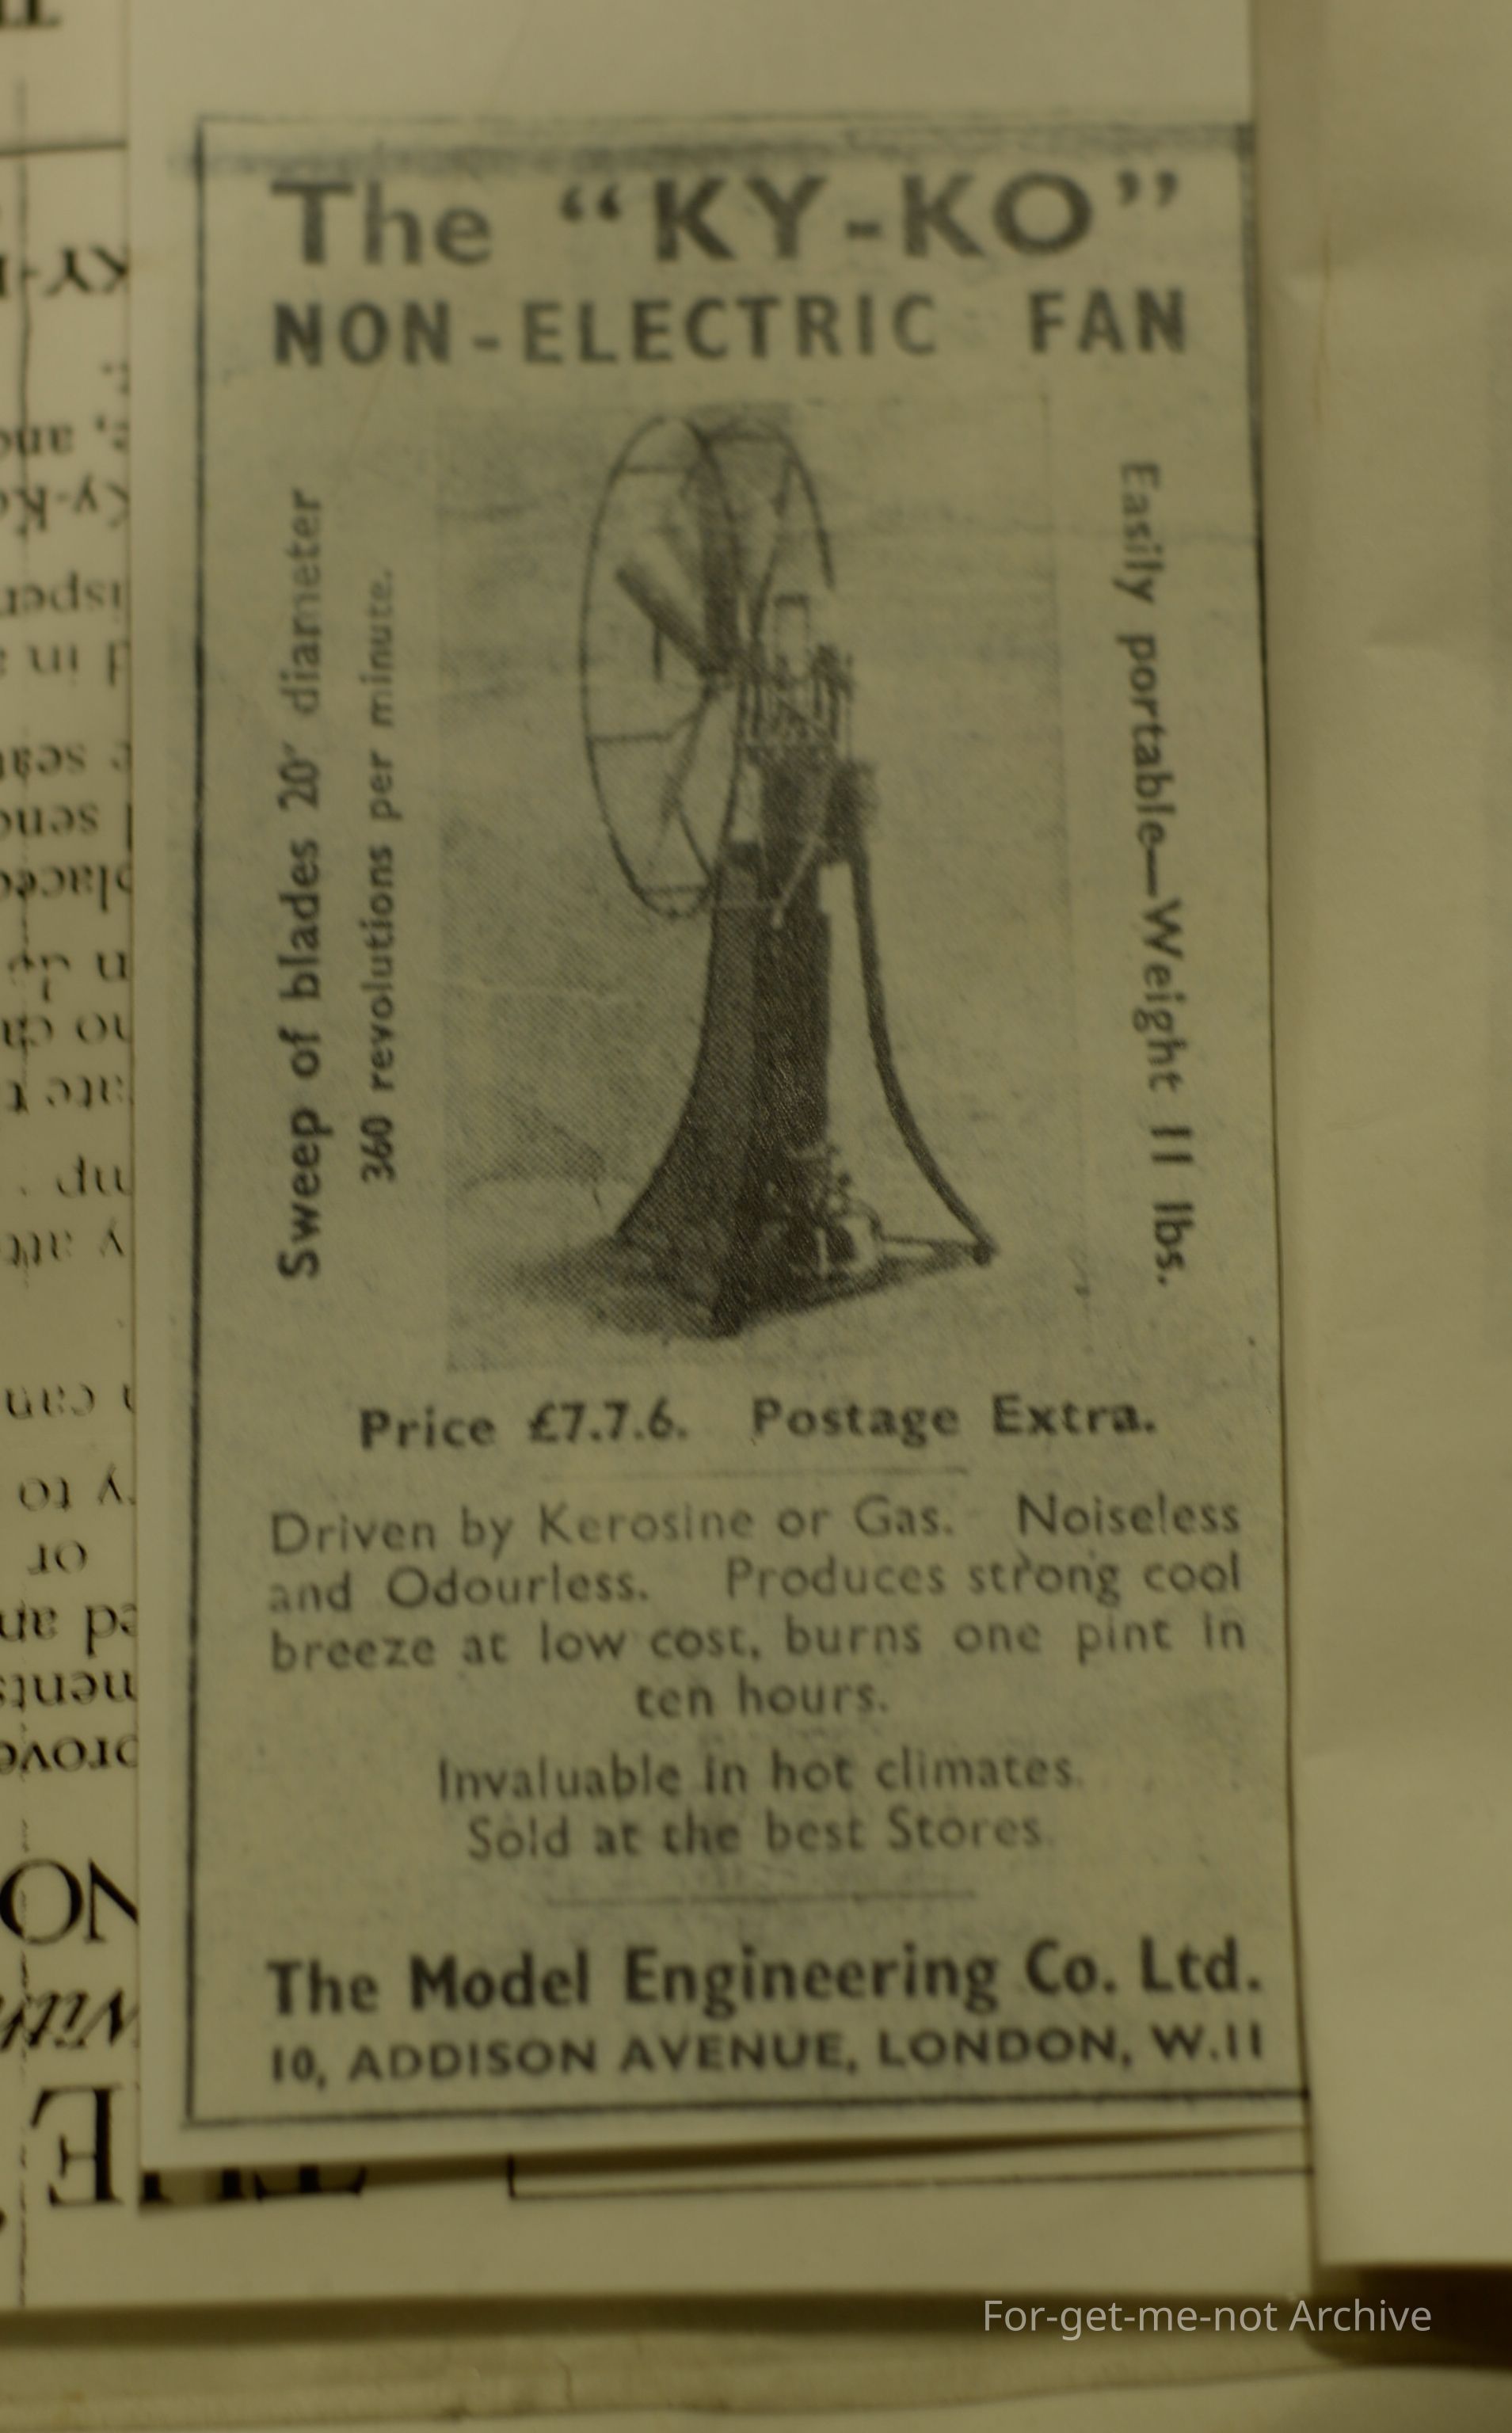 The “KY-KO”
NON-ELECTRIC FAN
Sweep of blades 20" diameter
360 revolutions per minute.
Easily portable—Weight 11 lbs.
Price £7.7.6. Postage Extra.
Driven by Kerosine or Gas. Noiseless
and Odourless. Produces strong cool
breeze at low cost, burns one pint in
ten hours.
Invaluable in hot climates.
Sold at the best Stores.
The Model Engineering Co. Ltd.
10, ADDISON AVENUE, LONDON, W.11
For-get-me-not Archive